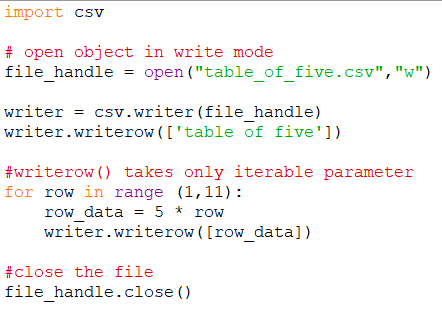 import csv
# open object in write mode
file_handle = open("table_of_five.csv","w")
writer = csv.writer(file_handle)
writer.writerow(['table of five'])
#writerow() takes only iterable parameter
for row in range (1,11):
    row_data = 5 * row
    writer.writerow([row_data])
#close the file
file_handle.close()